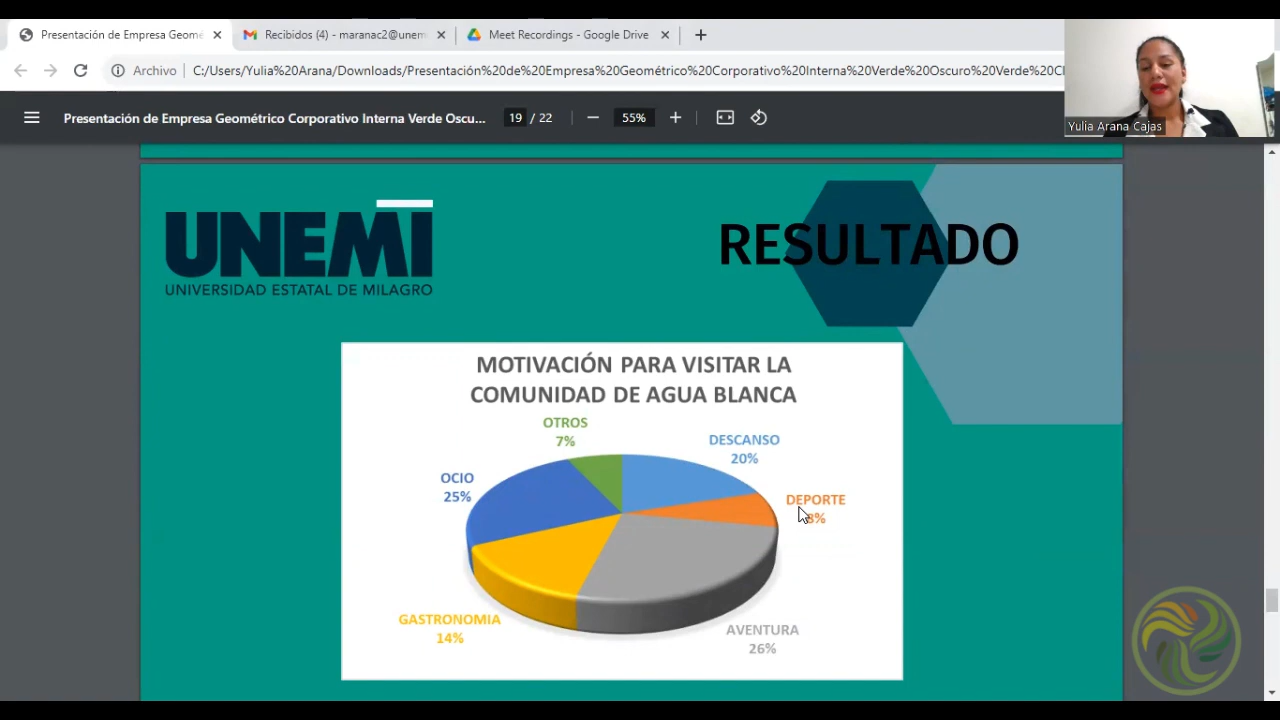 Presentación de Empresa Geomé
Recibidos (4) - maranac2@unem
Meet Recordings - Google Drive
Archivo
C:/Users/Yulia%20Arana/Downloads/Presentación%20de%20Empresa%20Geométrico%20Corporativo%20Interna%20Verde%20Oscuro%20Verde%20Cl
Presentación de Empresa Geométrico Corporativo Interna Verde Oscu...
19 / 22
55%
Yulia Arana Cajas
UNEMI
UNIVERSIDAD ESTATAL DE MILAGRO
RESULTADO
MOTIVACIÓN PARA VISITAR LA
COMUNIDAD DE AGUA BLANCA
OTROS
7%
DESCANSO
20%
OCIO
25%
DEPORTE
8%
GASTRONOMIA
14%
AVENTURA
26%